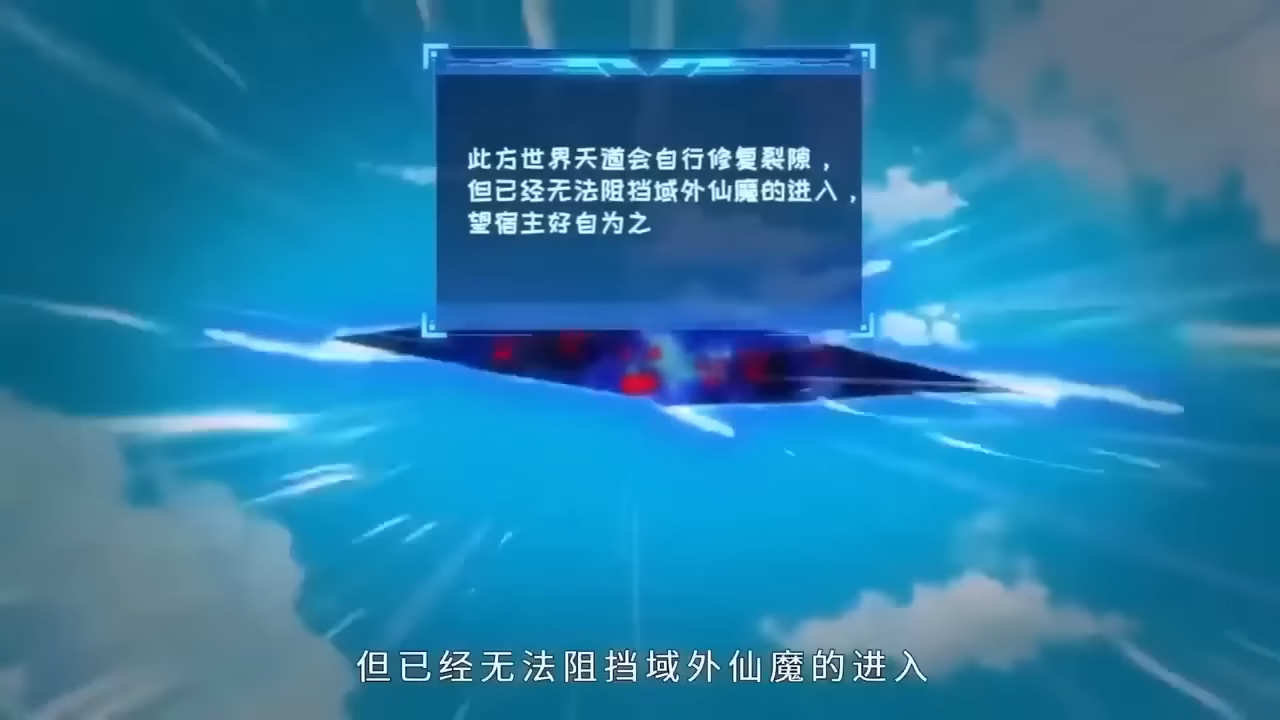 此方世界天道会自行修复裂隙，
但已经无法阻挡域外仙魔的进入，
望宿主好自为之
但已经无法阻挡域外仙魔的进入